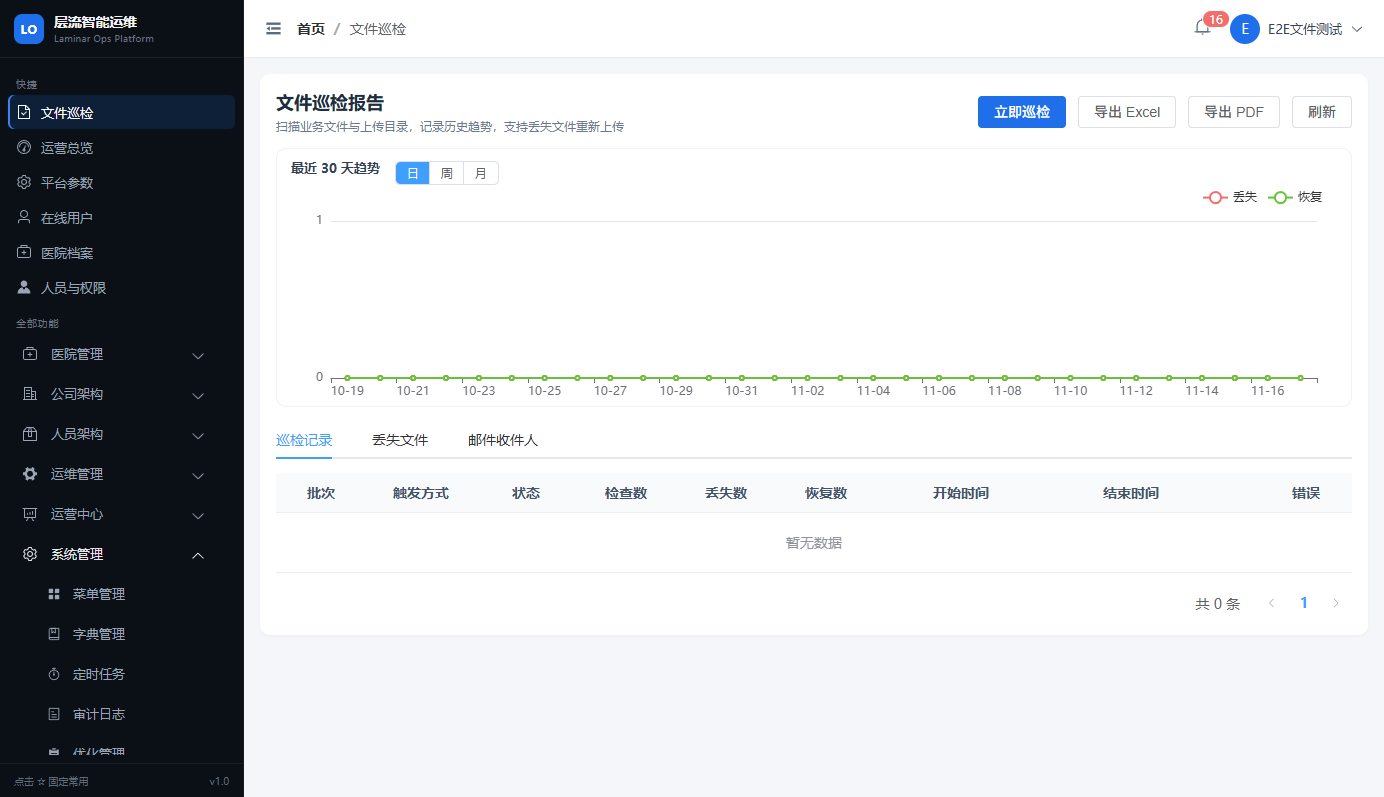 LO
层流智能运维
Laminar Ops Platform
快捷
文件巡检
运营总览
平台参数
在线用户
医院档案
人员与权限
全部功能
医院管理
公司架构
人员架构
运维管理
运营中心
系统管理
菜单管理
字典管理
定时任务
审计日志
优化管理
点击 ☆ 固定常用 v1.0
首页 / 文件巡检
16
E E2E文件测试
文件巡检报告
扫描业务文件与上传目录，记录历史趋势，支持丢失文件重新上传
立即巡检 导出 Excel 导出 PDF 刷新
最近 30 天趋势 日 周 月
丢失 恢复
1
0
10-19 10-21 10-23 10-25 10-27 10-29 10-31 11-02 11-04 11-06 11-08 11-10 11-12 11-14 11-16
巡检记录 丢失文件 邮件收件人
批次 触发方式 状态 检查数 丢失数 恢复数 开始时间 结束时间 错误
暂无数据
共 0 条 1